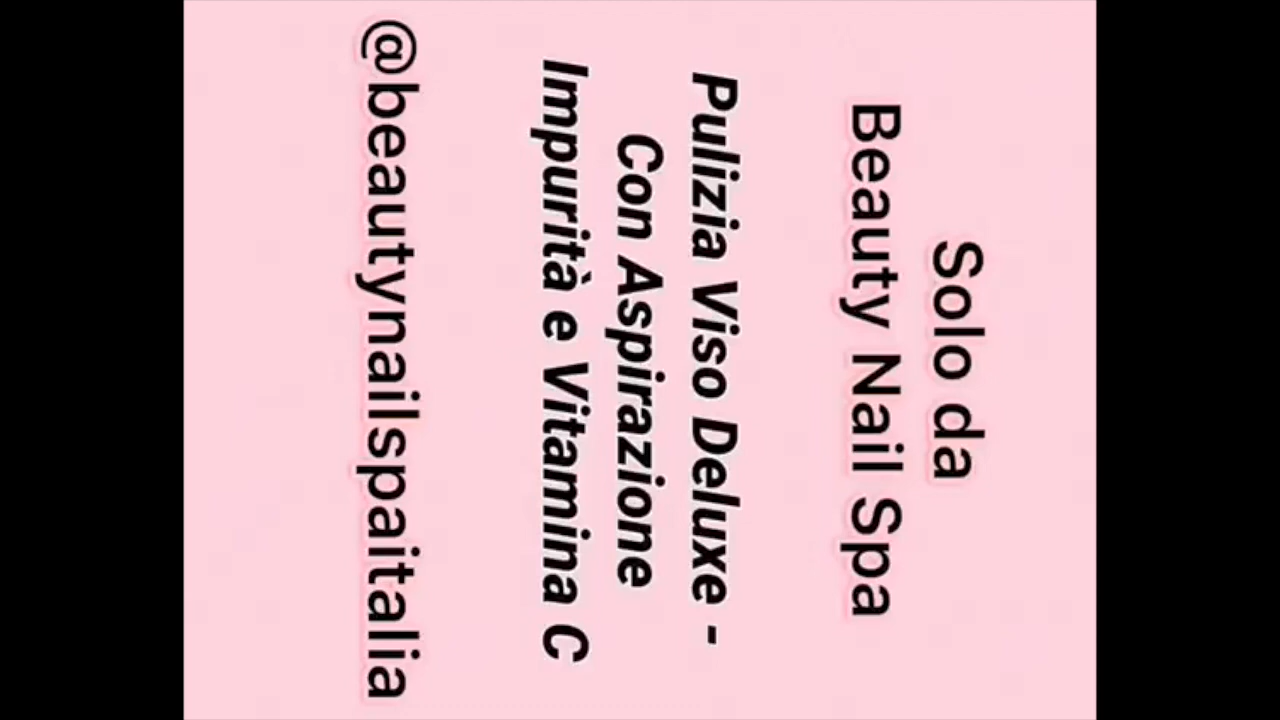 Solo da
Beauty Nail Spa
Pulizia Viso Deluxe -
Con Aspirazione
Impurità e Vitamina C
@beautynailspaitalia